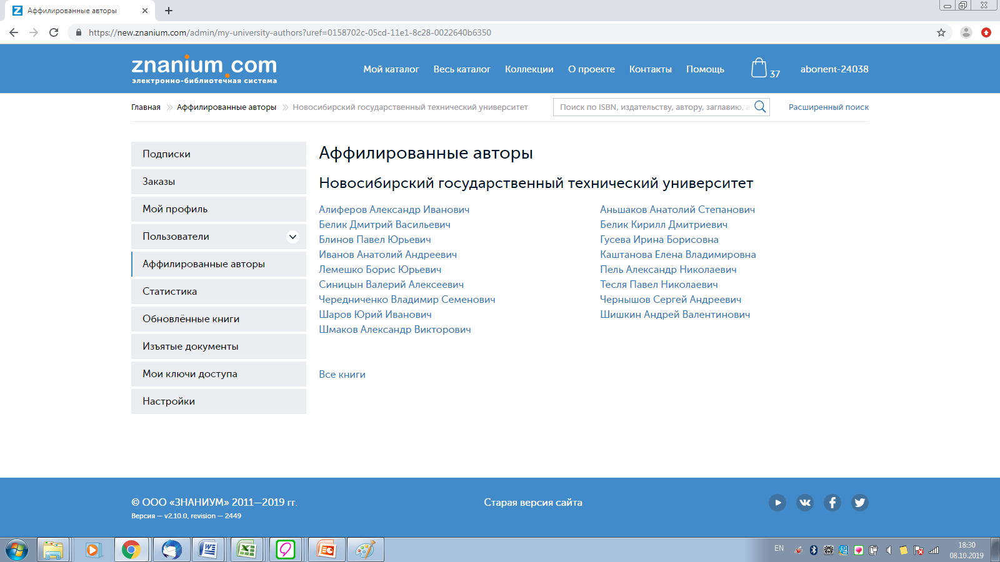 Аффилированные авторы
https://new.znanium.com/admin/my-university-authors?uref=0158702c-05cd-11e1-8c28-0022640b6350
znanium.com
электронно-библиотечная система
Мой каталог Весь каталог Коллекции О проекте Контакты Помощь 37 abonent-24038
Главная Аффилированные авторы Новосибирский государственный технический университет
Поиск по ISBN, издательству, автору, заглавию, а
Расширенный поиск
Подписки
Заказы
Мой профиль
Пользователи
Аффилированные авторы
Статистика
Обновлённые книги
Изъятые документы
Мои ключи доступа
Настройки
Аффилированные авторы
Новосибирский государственный технический университет
Алиферов Александр Иванович
Аньшаков Анатолий Степанович
Белик Дмитрий Васильевич
Белик Кирилл Дмитриевич
Блинов Павел Юрьевич
Гусева Ирина Борисовна
Иванов Анатолий Андреевич
Каштанова Елена Владимировна
Лемешко Борис Юрьевич
Пель Александр Николаевич
Синицын Валерий Алексеевич
Тесля Павел Николаевич
Чередниченко Владимир Семенович
Чернышов Сергей Андреевич
Шаров Юрий Иванович
Шишкин Андрей Валентинович
Шмаков Александр Викторович
Все книги
© ООО «ЗНАНИУМ» 2011—2019 гг.
Версия — v2.10.0, revision — 2449
Старая версия сайта
EN
18:30
08.10.2019